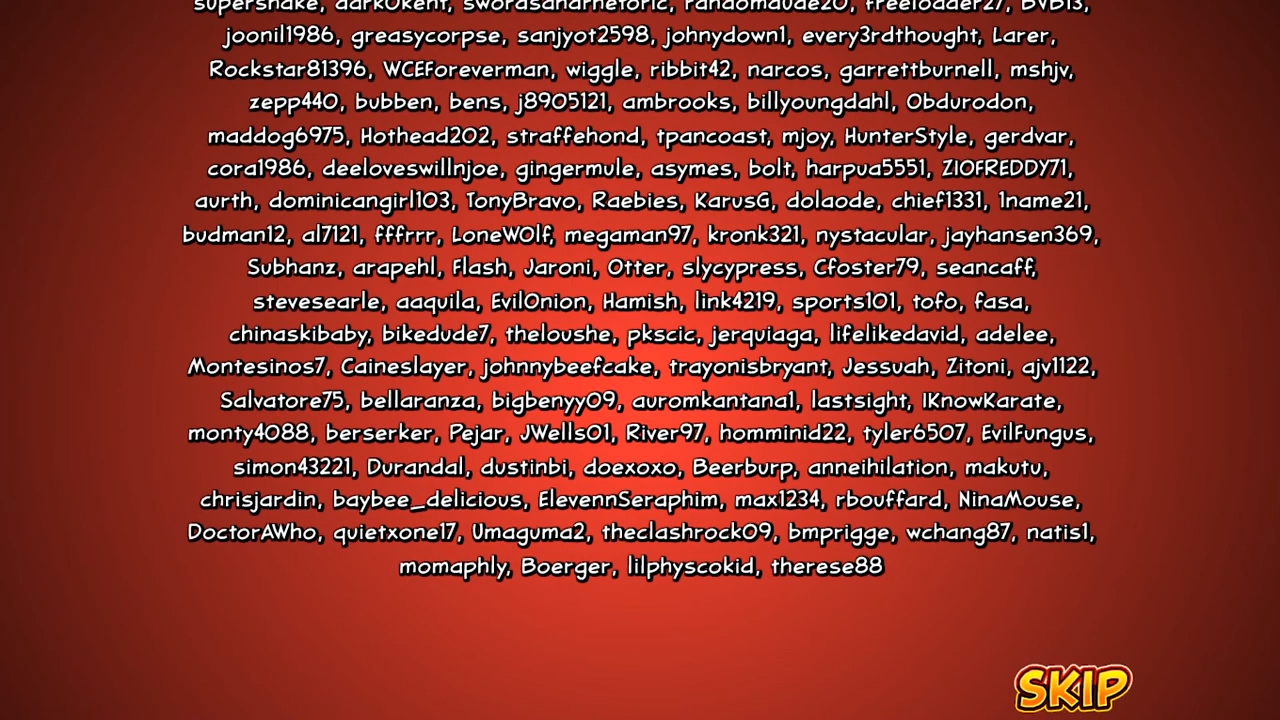 supersnake, dark0kent, swordsandrhetoric, randomdude20, freeloader27, BVB13,
joonil1986, greasycorpse, sanjyot2598, johnydown1, every3rdthought, Larer,
Rockstar81396, WCEForeverman, wiggle, ribbit42, narcos, garrettburnell, mshjv,
zepp440, bubben, bens, j8905121, ambrooks, billyoungdahl, Obdurodon,
maddog6975, Hothead202, straffehond, tpancoast, mjoy, HunterStyle, gerdvar,
cora1986, deeloveswillnjoe, gingermule, asymes, bolt, harpua5551, ZIOFREDDY71,
aurth, dominicangirl103, TonyBravo, Raebies, KarusG, dolaode, chief1331, 1name21,
budman12, al7121, fffrrr, LoneW0lf, megaman97, kronk321, nystacular, jayhansen369,
Subhanz, arapehl, Flash, Jaroni, Otter, slycypress, Cfoster79, seancaff,
stevesearle, aaquila, EvilOnion, Hamish, link4219, sports101, tofo, fasa,
chinaskibaby, bikedude7, theloushe, pkscic, jerquiaga, lifelikedavid, adelee,
Montesinos7, Caineslayer, johnnybeefcake, trayonisbryant, Jessuah, Zitoni, ajv1122,
Salvatore75, bellaranza, bigbenyy09, auromkantana1, lastsight, IKnowKarate,
monty4088, berserker, Pejar, JWells01, River97, homminid22, tyler6507, EvilFungus,
simon43221, Durandal, dustinbi, doexoxo, Beerburp, anneihilation, makutu,
chrisjardin, baybee_delicious, ElevennSeraphim, max1234, rbouffard, NinaMouse,
DoctorAWho, quietxone17, Umaguma2, theclashrock09, bmprigge, wchang87, natis1,
momaphly, Boerger, lilphyscokid, therese88
SKIP